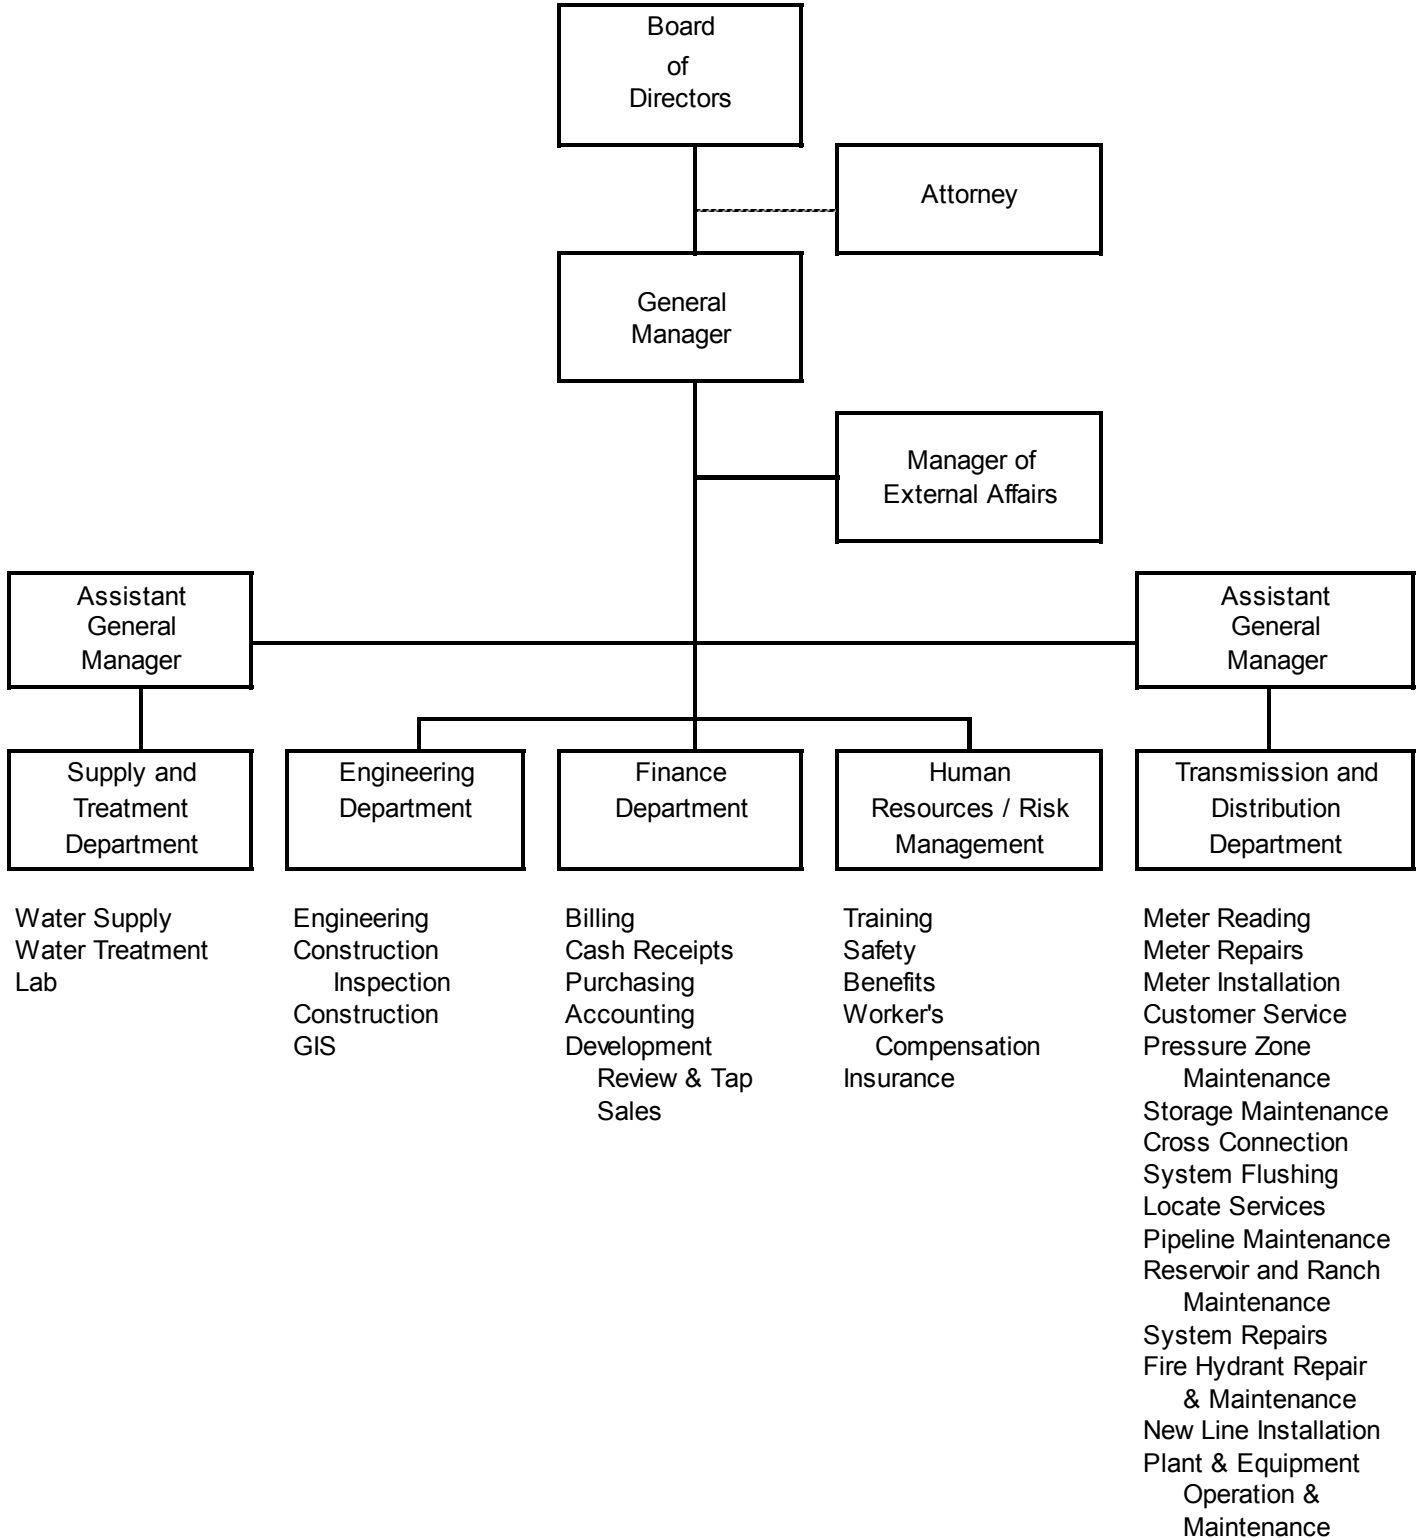 Board
of
Directors
Attorney
General
Manager
Manager of
External Affairs
Assistant
General
Manager
Assistant
General
Manager
Supply and
Treatment
Department
Engineering
Department
Finance
Department
Human
Resources / Risk
Management
Transmission and
Distribution
Department
Water Supply
Water Treatment
Lab
Engineering
Construction
Inspection
Construction
GIS
Billing
Cash Receipts
Purchasing
Accounting
Development
Review & Tap
Sales
Training
Safety
Benefits
Worker's
Compensation
Insurance
Meter Reading
Meter Repairs
Meter Installation
Customer Service
Pressure Zone
Maintenance
Storage Maintenance
Cross Connection
System Flushing
Locate Services
Pipeline Maintenance
Reservoir and Ranch
Maintenance
System Repairs
Fire Hydrant Repair
& Maintenance
New Line Installation
Plant & Equipment
Operation &
Maintenance